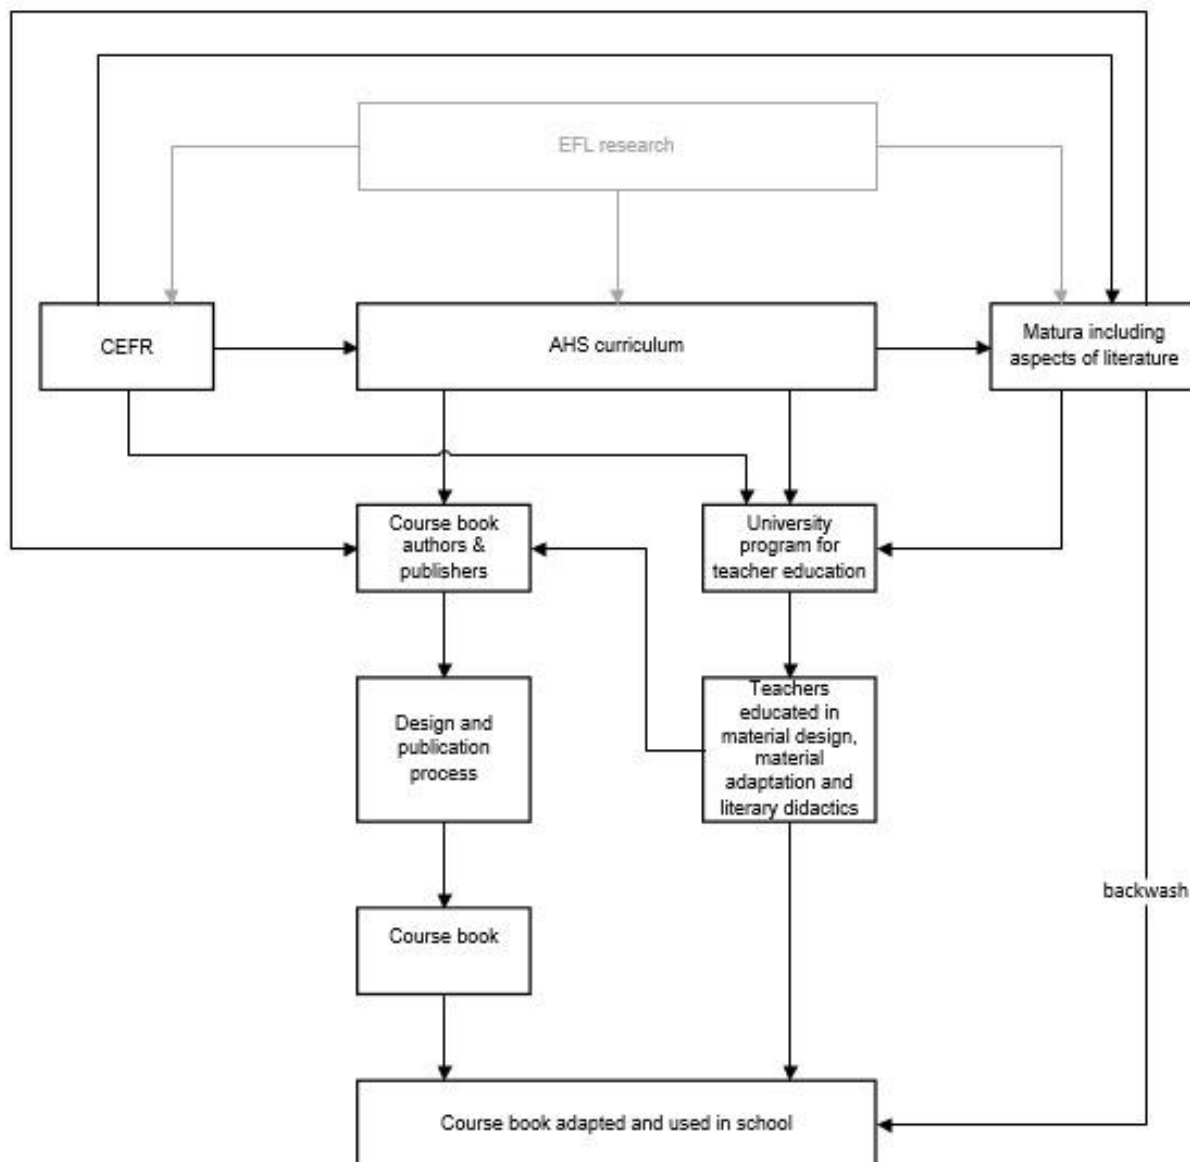 EFL research
CEFR
AHS curriculum
Matura including
aspects of literature
Course book
authors &
publishers
University
program for
teacher education
Design and
publication
process
Teachers
educated in
material design,
material
adaptation and
literary didactics
backwash
Course book
Course book adapted and used in school